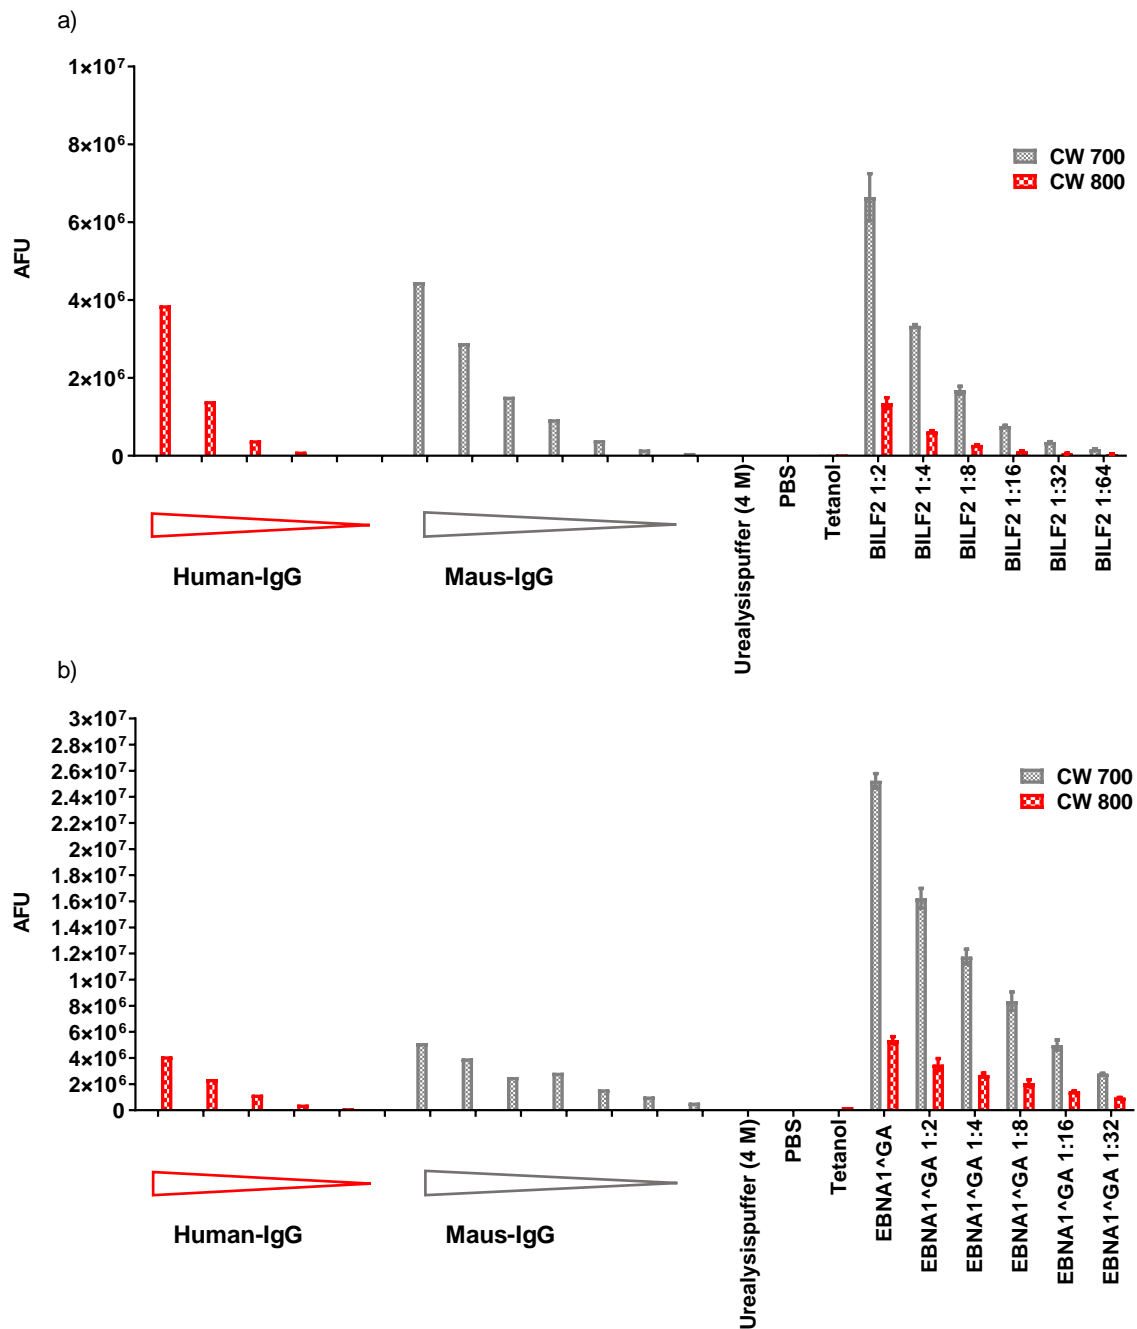 a)
1×10⁷
8×10⁶
6×10⁶
4×10⁶
2×10⁶
0
AFU
CW 700
CW 800
Human-IgG
Maus-IgG
Urealysispuffer (4 M)
PBS
Tetanol
BILF2 1:2
BILF2 1:4
BILF2 1:8
BILF2 1:16
BILF2 1:32
BILF2 1:64
b)
3×10⁷
2.8×10⁷
2.6×10⁷
2.4×10⁷
2.2×10⁷
2×10⁷
1.8×10⁷
1.6×10⁷
1.4×10⁷
1.2×10⁷
1×10⁷
8×10⁶
6×10⁶
4×10⁶
2×10⁶
0
AFU
CW 700
CW 800
Human-IgG
Maus-IgG
Urealysispuffer (4 M)
PBS
Tetanol
EBNA1^GA
EBNA1^GA 1:2
EBNA1^GA 1:4
EBNA1^GA 1:8
EBNA1^GA 1:16
EBNA1^GA 1:32